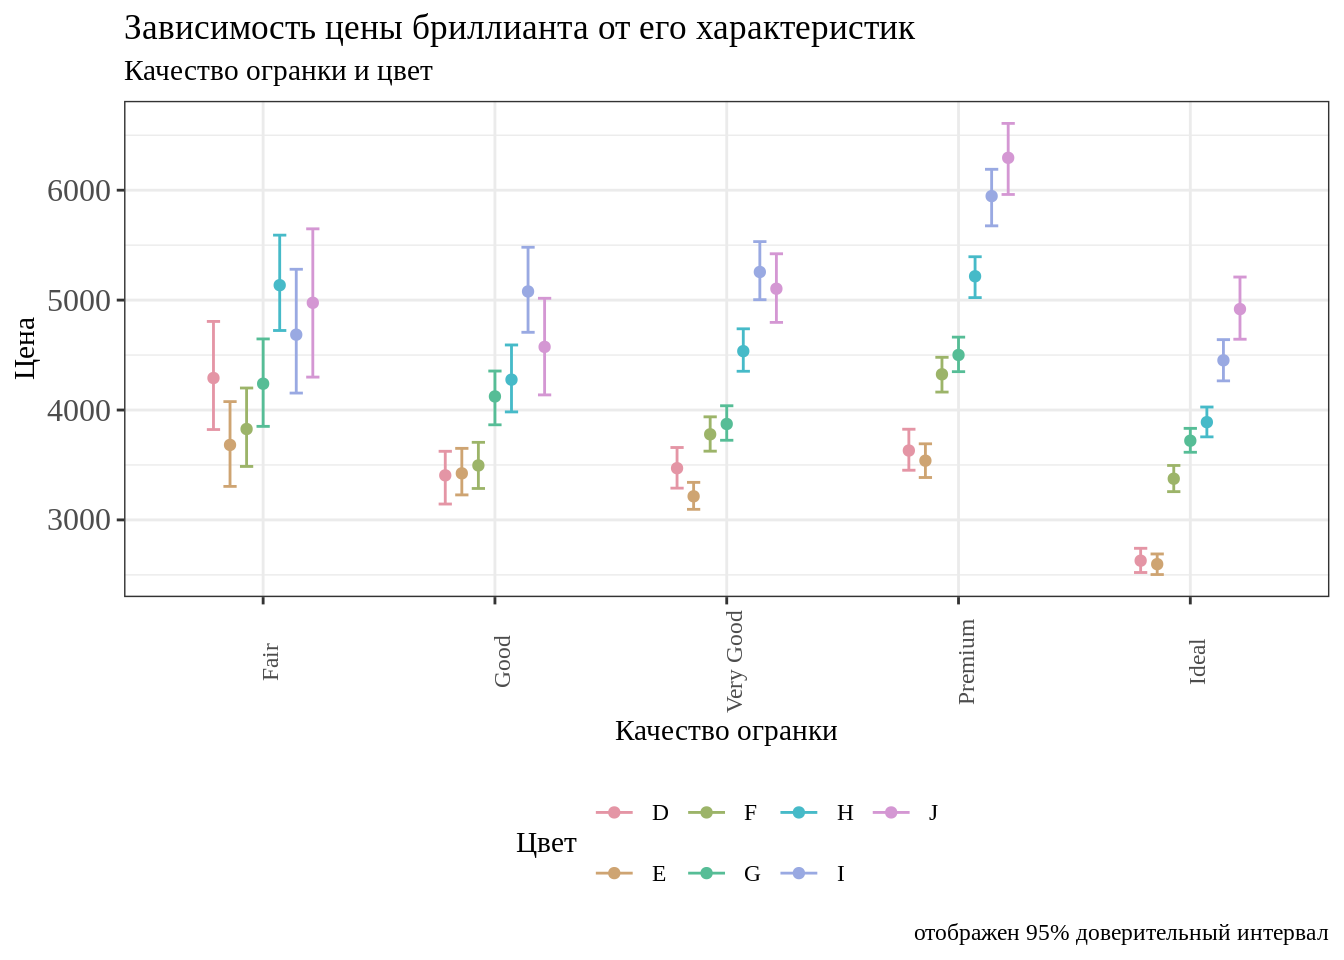 Зависимость цены бриллианта от его характеристик
Качество огранки и цвет
Цена
6000
5000
4000
3000
Fair
Good
Very Good
Premium
Ideal
Качество огранки
Цвет
D F H J
E G I
отображен 95% доверительный интервал